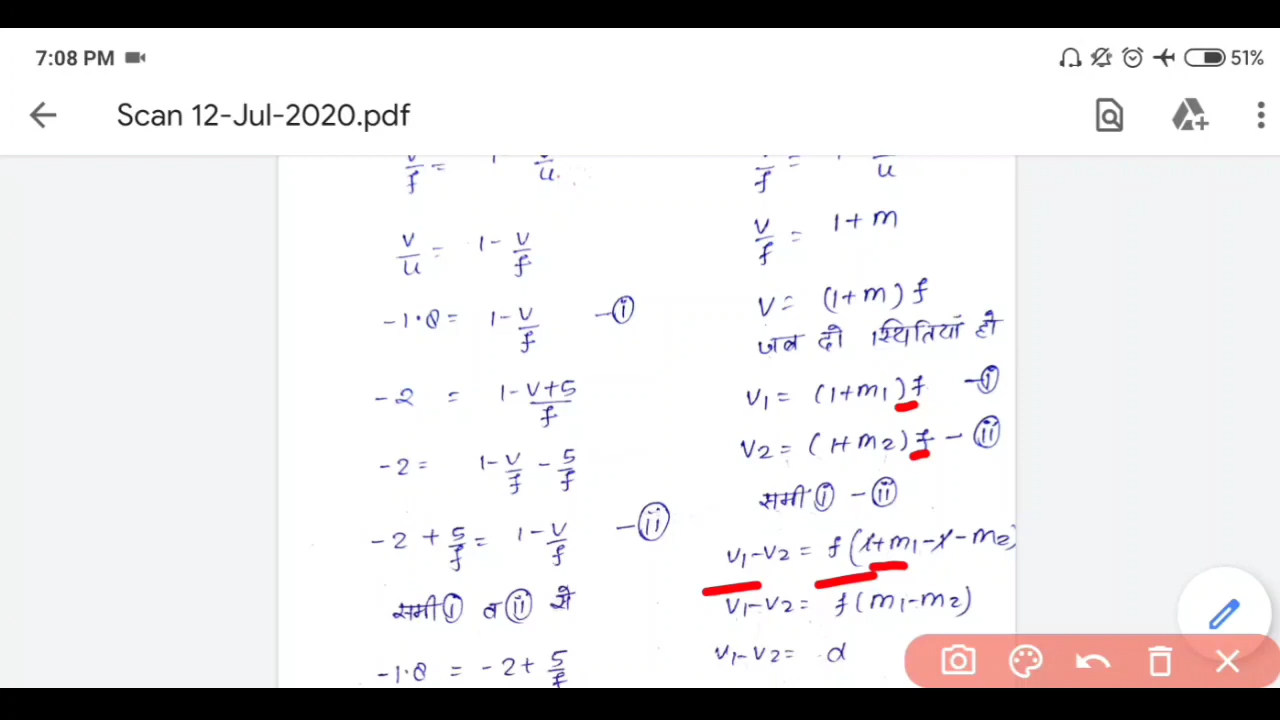 7:08 PM
51%
Scan 12-Jul-2020.pdf
v/f = 1 - v/u
v/u = 1 - v/f
-1.8 = 1 - v/f -(i)
-2 = 1 - v+5/f
-2 = 1 - v/f - 5/f
-2 + 5/f = 1 - v/f -(ii)
समी (i) व (ii) से
-1.8 = -2 + 5/f
v/f = 1 + m
v = (1+m) f
जब दो स्थितियाँ हो
v1 = (1+m1) f -(i)
v2 = (1+m2) f -(ii)
समी (i) - (ii)
v1-v2 = f(1+m1-1-m2)
v1-v2 = f(m1-m2)
v1-v2 = d